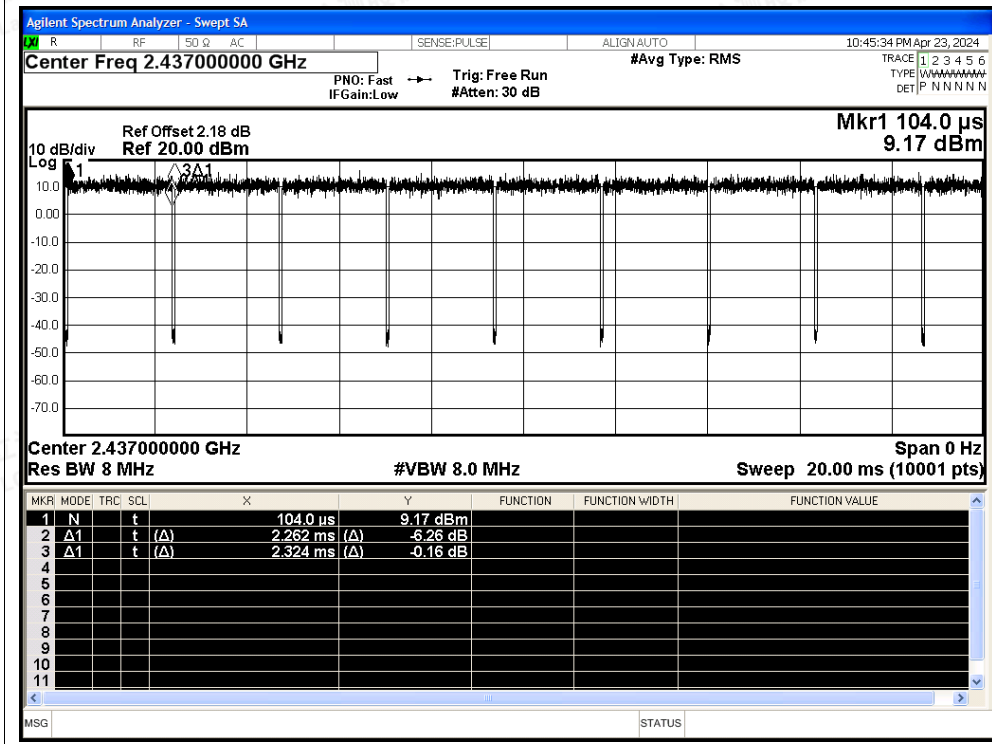 Agilent Spectrum Analyzer - Swept SA
LXI R RF 50 Ω AC SENSE:PULSE ALIGN AUTO 10:45:34 PM Apr 23, 2024
Center Freq 2.437000000 GHz #Avg Type: RMS TRACE 1 2 3 4 5 6
PNO: Fast Trig: Free Run TYPE WWWWWW
IFGain:Low #Atten: 30 dB DET P N N N N N
Mkr1 104.0 µs
Ref Offset 2.18 dB
10 dB/div Ref 20.00 dBm 9.17 dBm
Log
1 3Δ1
10.0
0.00
-10.0
-20.0
-30.0
-40.0
-50.0
-60.0
-70.0
Center 2.437000000 GHz Span 0 Hz
Res BW 8 MHz #VBW 8.0 MHz Sweep 20.00 ms (10001 pts)
MKR MODE TRC SCL X Y FUNCTION FUNCTION WIDTH FUNCTION VALUE
1 N t 104.0 µs 9.17 dBm
2 Δ1 t (Δ) 2.262 ms (Δ) -6.26 dB
3 Δ1 t (Δ) 2.324 ms (Δ) -0.16 dB
4
5
6
7
8
9
10
11
MSG STATUS